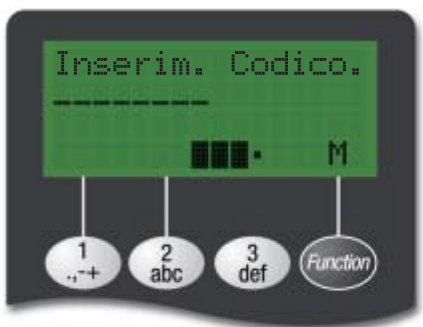 Inserim. Codico.
--------
M
1 2 3 Function
.,-+ abc def